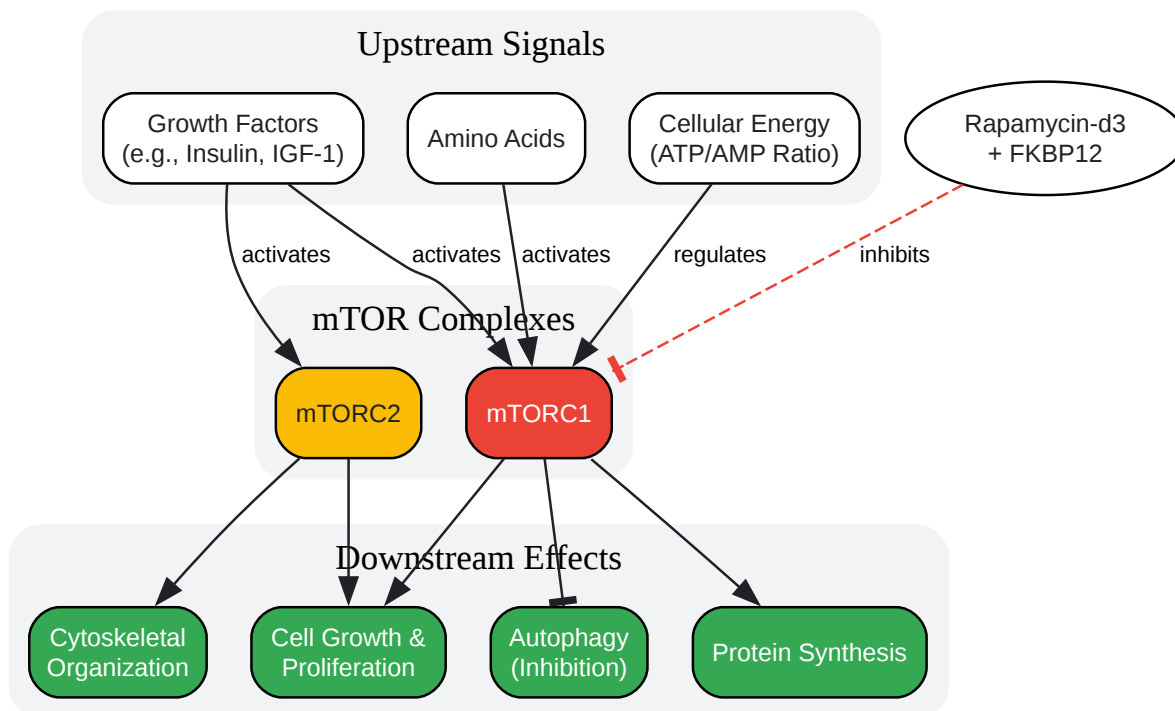 Upstream Signals
Growth Factors
(e.g., Insulin, IGF-1)
Amino Acids
Cellular Energy
(ATP/AMP Ratio)
Rapamycin-d3
+ FKBP12
activates
activates
activates
regulates
inhibits
mTOR Complexes
mTORC2
mTORC1
Downstream Effects
Cytoskeletal
Organization
Cell Growth &
Proliferation
Autophagy
(Inhibition)
Protein Synthesis